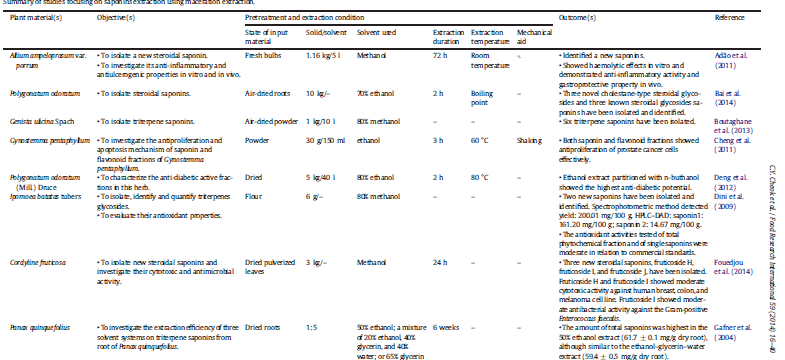 Summary of studies focusing on saponins extraction using maceration extraction.
Plant material(s) Objective(s) Pretreatment and extraction condition Outcome(s) Reference
State of input material Solid/solvent Solvent used Extraction duration Extraction temperature Mechanical aid
Allium ampeloprasum var. porrum
• To isolate a new steroidal saponin.
• To investigate its anti-inflammatory and antiulcerogenic properties in vitro and in vivo.
Fresh bulbs 1.16 kg/5 l Methanol 72 h Room temperature -.
• Identified a new saponins.
• Showed haemolytic effects in vitro and demonstrated anti-inflammatory activity and gastroprotective property in vivo.
Adão et al. (2011)
Polygonatum odoratum
• To isolate steroidal saponins.
Air-dried roots 10 kg/– 70% ethanol 2 h Boiling point –
• Three novel cholestane-type steroidal glycosides and three known steroidal glycosides saponins have been isolated and identified.
Bai et al. (2014)
Genista ulicina Spach
• To isolate triterpene saponins.
Air-dried powder 1 kg/10 l 80% methanol – – –
• Six triterpene saponins have been isolated.
Boutaghane et al. (2013)
Gynostemma pentaphyllum
• To investigate the antiproliferation and apoptosis mechanism of saponin and flavonoid fractions of Gynostemma pentaphyllum.
Powder 30 g/150 ml ethanol 3 h 60 °C Shaking
• Both saponin and flavonoid fractions showed antiproliferation of prostate cancer cells effectively.
Cheng et al. (2011)
Polygonatum odoratum (Mill.) Druce
• To characterize the anti-diabetic active fractions in this herb.
Dried 5 kg/40 l 80% ethanol 2 h 80 °C –
• Ethanol extract partitioned with n-buthanol showed the highest anti-diabetic potential.
Deng et al. (2012)
Ipomoea batatas tubers
• To isolate, identify and quantify triterpenes glycosides.
• To evaluate their antioxidant properties.
Flour 6 g/– 80% methanol – – –
• Two new saponins have been isolated and identified. Spectrophotometric method detected yield: 200.01 mg/100 g. HPLC–DAD: saponin1: 161.20 mg/100 g; saponin 2: 14.67 mg/100 g.
• The antioxidant activities tested of total phytochemical fraction and of single saponins were moderate in relation to commercial standards.
Dini et al. (2009)
Cordyline fruticosa
• To isolate new steroidal saponins and investigate their cytotoxic and antimicrobial activity.
Dried pulverized leaves 3 kg/– Methanol 24 h – –
• Three new steroidal saponins, fruticoside H, fruticoside I, and fruticoside J, have been isolated. Fruticoside H and fruticoside I showed moderate cytotoxic activity against human breast, colon, and melanoma cell line. Fruticoside I showed moderate antibacterial activity against the Gram-positive Enterococcus faecalis.
Fouedjou et al. (2014)
Panax quinquefolius
• To investigate the extraction efficiency of three solvent systems on triterpene saponins from root of Panax quinquefolius.
Dried roots 1:5 50% ethanol; a mixture of 20% ethanol, 40% glycerin, and 40% water; or 65% glycerin 6 weeks – –
• The amount of total saponins was highest in the 50% ethanol extract (61.7 ± 0.1 mg/g dry root), although similar to the ethanol-glycerin–water extract (59.4 ± 0.5 mg/g dry root).
Gafner et al. (2004)
C.Y. Cheok et al. / Food Research International 59 (2014) 16–40